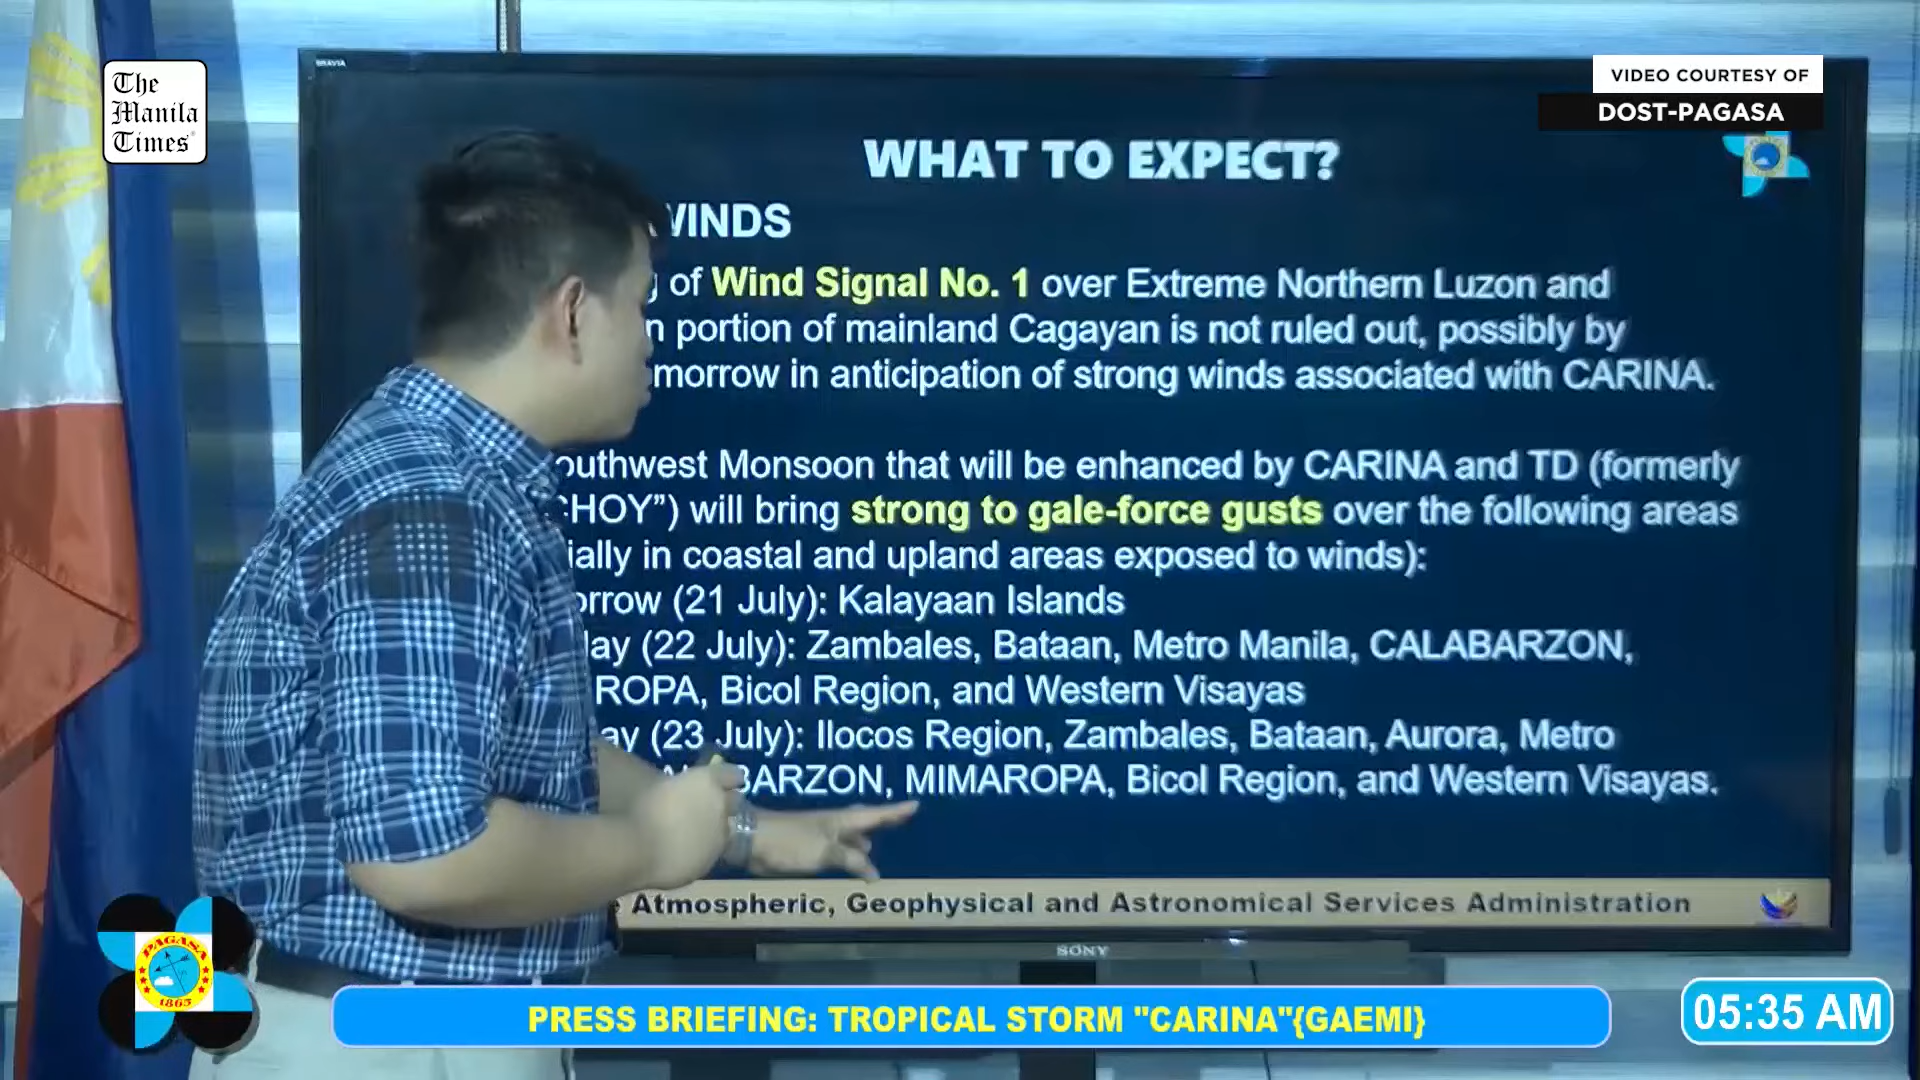 BRAVIA
The
Manila
Times
VIDEO COURTESY OF
DOST-PAGASA
WHAT TO EXPECT?
WINDS
of Wind Signal No. 1 over Extreme Northern Luzon and
portion of mainland Cagayan is not ruled out, possibly by
morrow in anticipation of strong winds associated with CARINA.
outhwest Monsoon that will be enhanced by CARINA and TD (formerly
CHOY”) will bring strong to gale-force gusts over the following areas
ially in coastal and upland areas exposed to winds):
orrow (21 July): Kalayaan Islands
ay (22 July): Zambales, Bataan, Metro Manila, CALABARZON,
ROPA, Bicol Region, and Western Visayas
ay (23 July): Ilocos Region, Zambales, Bataan, Aurora, Metro
BARZON, MIMAROPA, Bicol Region, and Western Visayas.
Atmospheric, Geophysical and Astronomical Services Administration
SONY
PAGASA
1865
PRESS BRIEFING: TROPICAL STORM "CARINA"{GAEMI}
05:35 AM